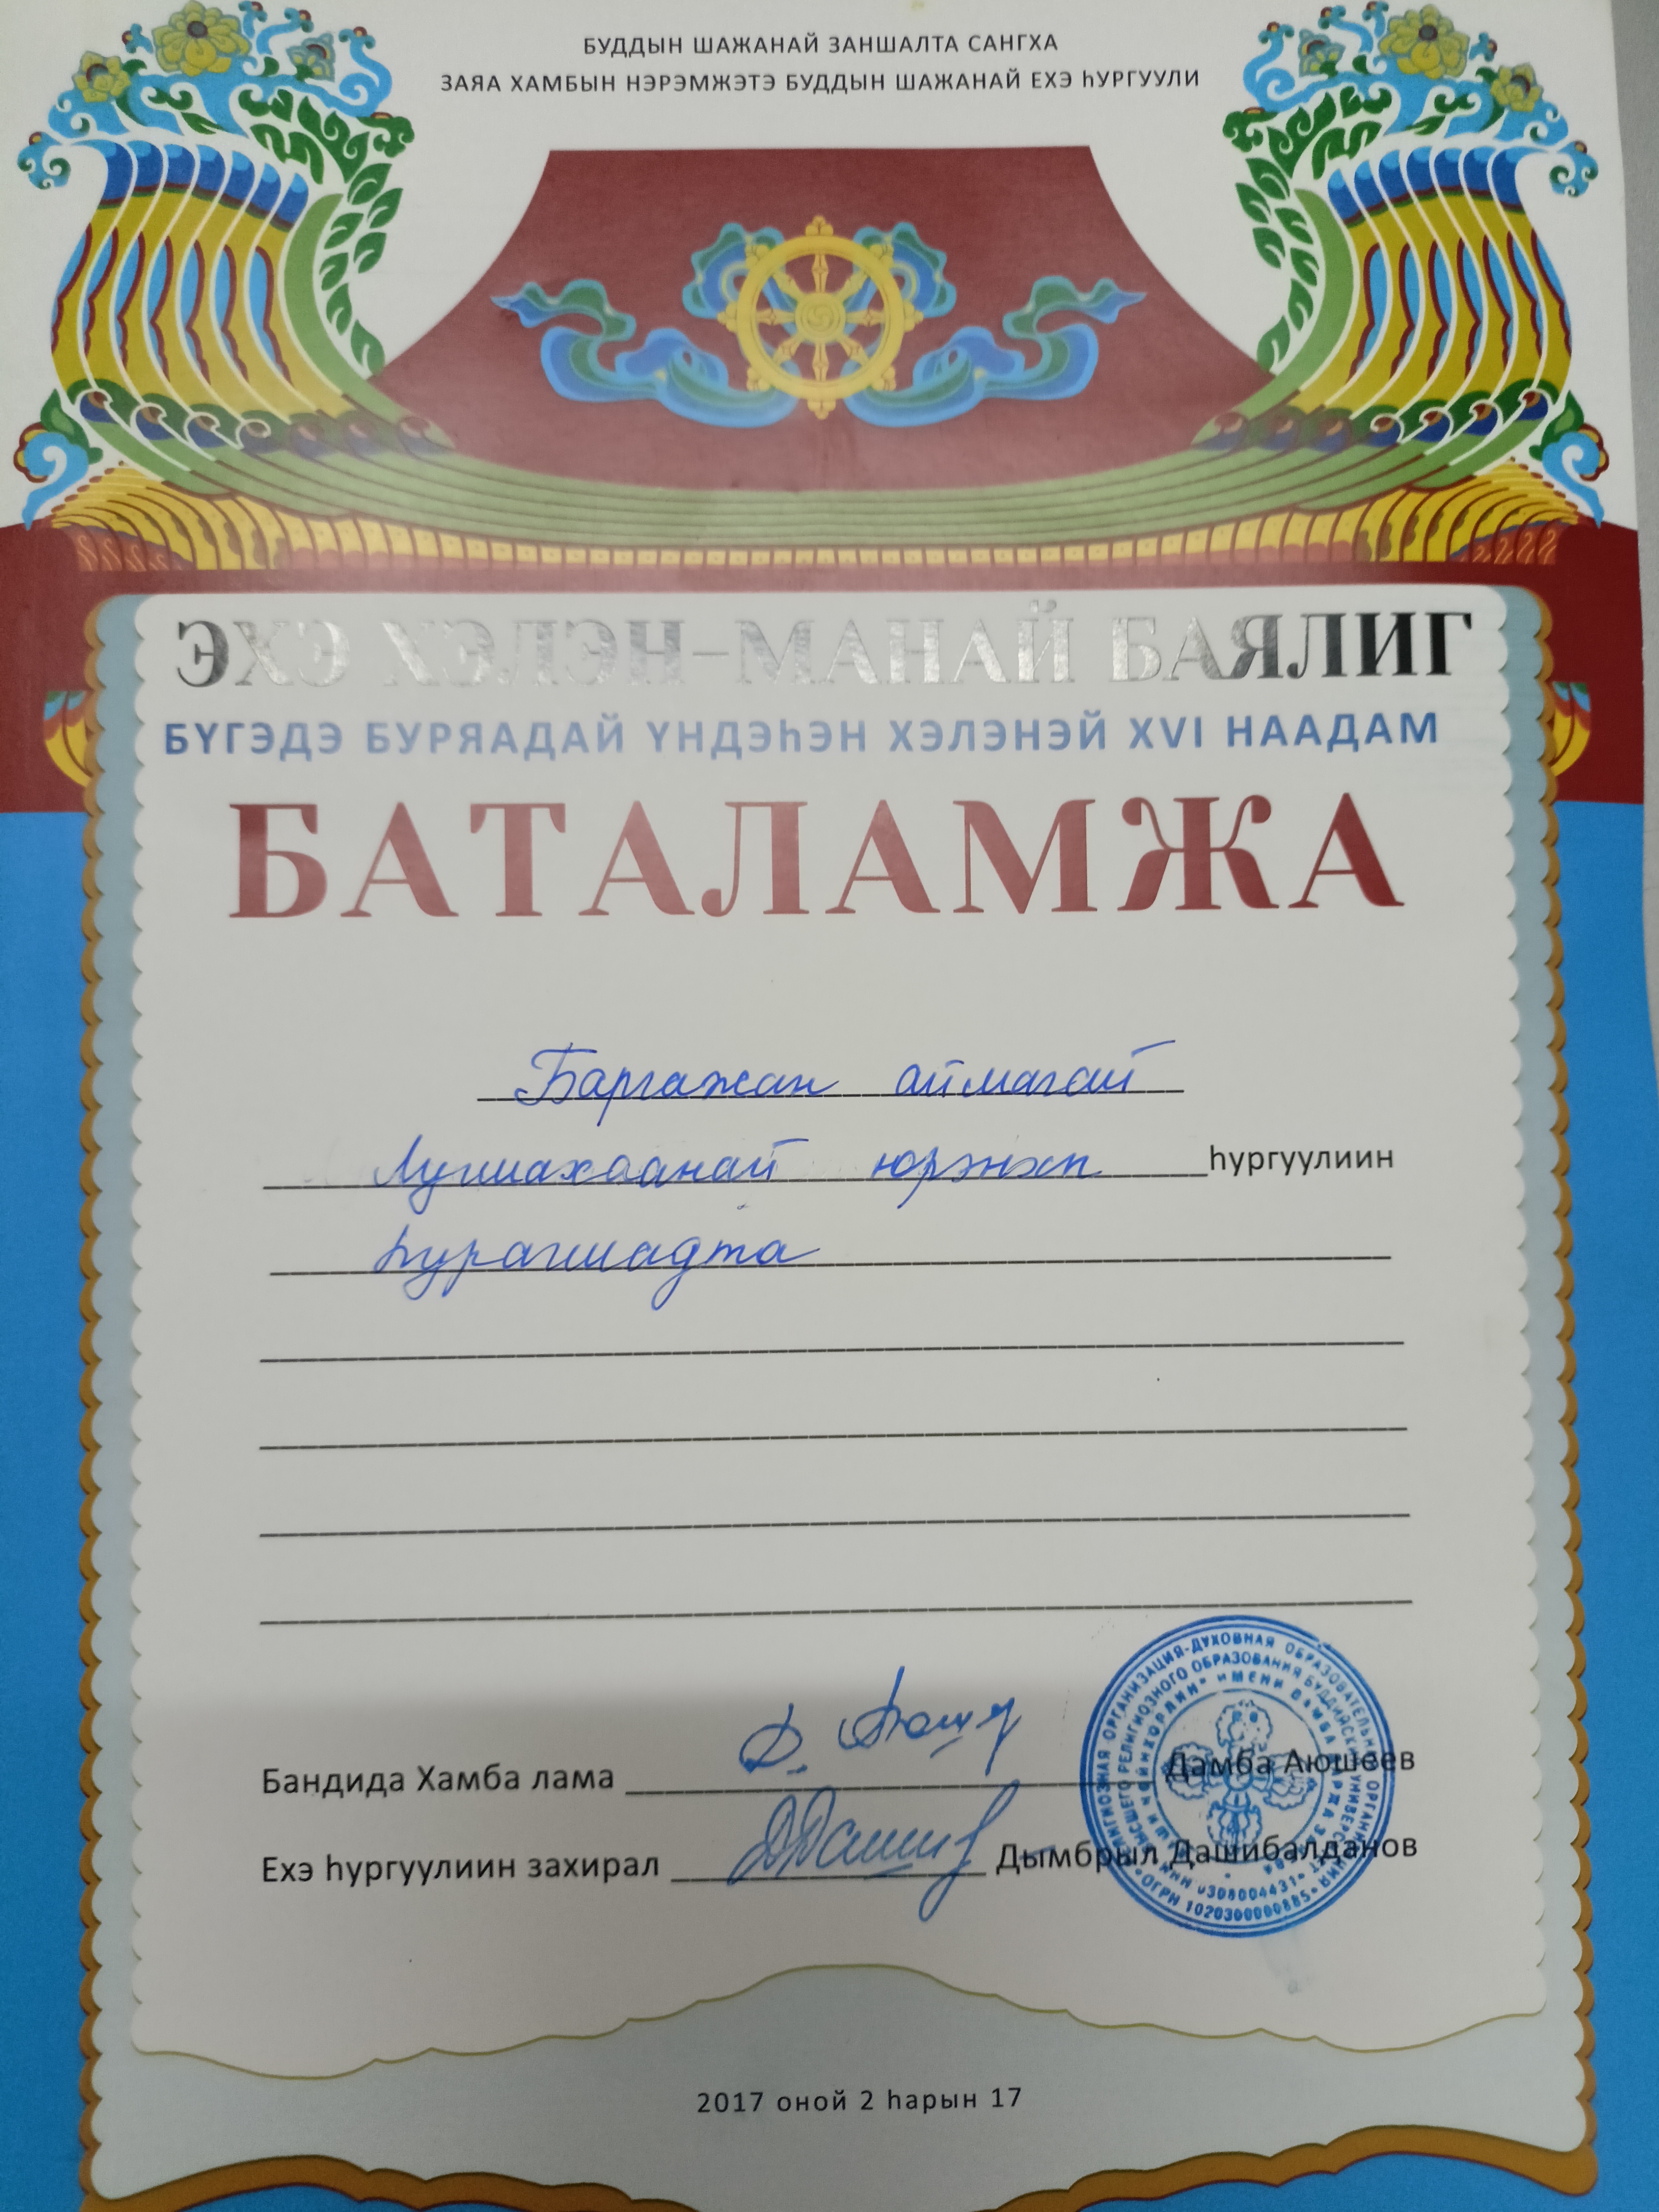 БУДДЫН ШАЖАНАЙ ЗАНШАЛТА САНГХА
ЗАЯА ХАМБЫН НЭРЭМЖЭТЭ БУДДЫН ШАЖАНАЙ ЕХЭ һУРГУУЛИ
ЭХЭ ХЭЛЭН–МАНАЙ БАЯЛИГ
БҮГЭДЭ БУРЯАДАЙ ҮНДЭһЭН ХЭЛЭНЭЙ XVI НААДАМ
БАТАЛАМЖА
Баргажан аймагай
юрэнхы һургуулиин
һурагшадта
Бандида Хамба лама Дамба Аюшеев
Ехэ һургуулиин захирал Дымбрыл Дашибалданов
ОГРН 1020300000885
2017 оной 2 һарын 17